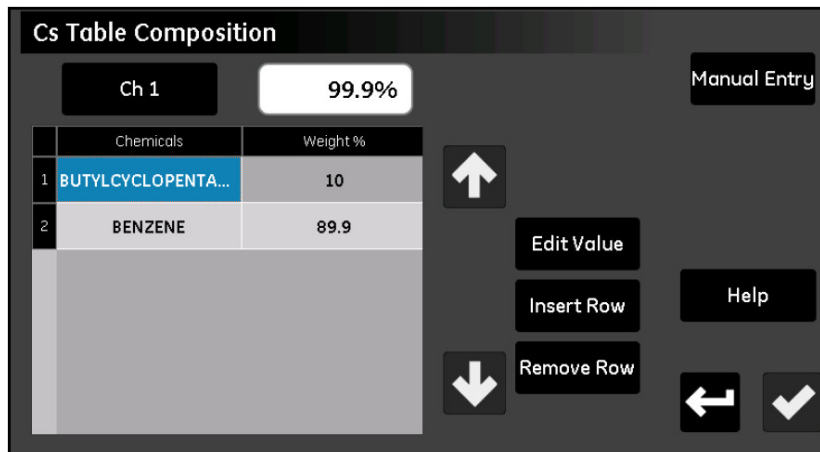 Cs Table Composition
Ch 1
99.9%
Manual Entry
Chemicals Weight %
1 BUTYLCYCLOPENTA... 10
2 BENZENE 89.9
Edit Value
Insert Row
Help
Remove Row